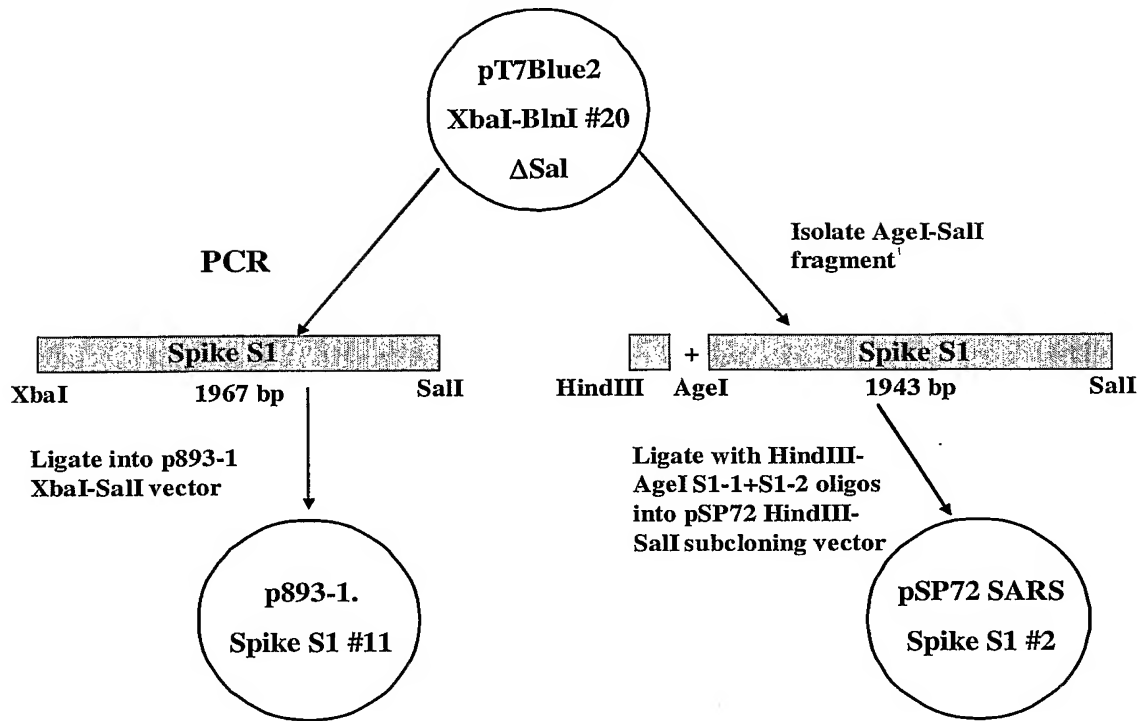 pT7Blue2
XbaI-BlnI #20
ΔSal
PCR
Isolate AgeI-SalI
fragment
Spike S1
XbaI
1967 bp
SalI
+
Spike S1
HindIII
AgeI
1943 bp
SalI
Ligate into p893-1
XbaI-SalI vector
Ligate with HindIII-
AgeI S1-1+S1-2 oligos
into pSP72 HindIII-
SalI subcloning vector
p893-1.
Spike S1 #11
pSP72 SARS
Spike S1 #2